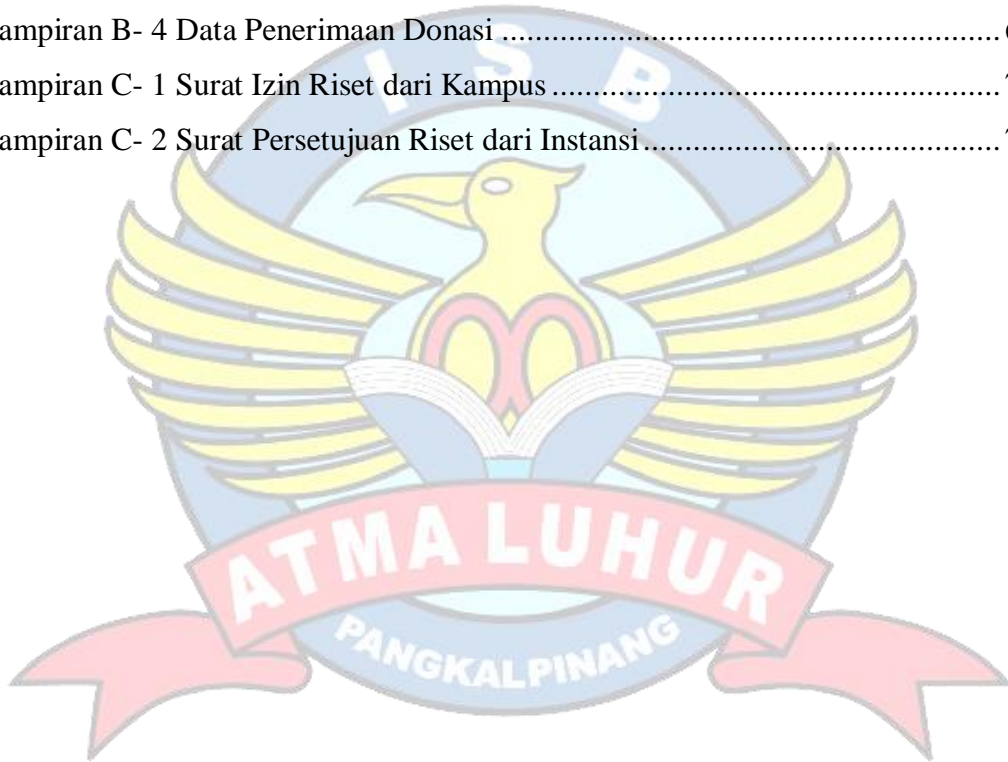 ampiran B- 4 Data Penerimaan Donasi ................................................................
ampiran C- 1 Surat Izin Riset dari Kampus .........................................................
ampiran C- 2 Surat Persetujuan Riset dari Instansi .............................................
I S B
ATMA LUHUR
PANGKALPINANG